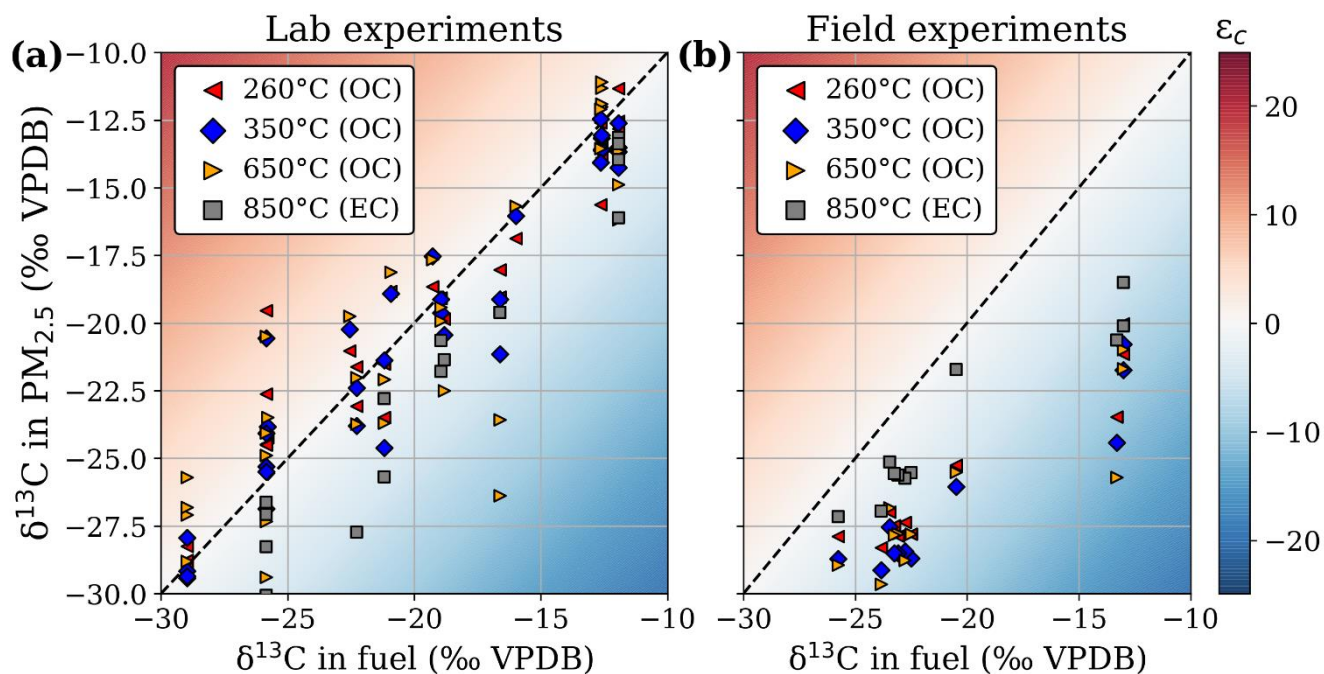 Lab experiments
Field experiments
ε_c
(a)
(b)
−10.0
−12.5
−15.0
−17.5
−20.0
−22.5
−25.0
−27.5
−30.0
δ¹³C in PM₂.₅ (‰ VPDB)
260°C (OC)
350°C (OC)
650°C (OC)
850°C (EC)
260°C (OC)
350°C (OC)
650°C (OC)
850°C (EC)
20
10
0
−10
−20
−30 −25 −20 −15 −10
−30 −25 −20 −15 −10
δ¹³C in fuel (‰ VPDB)
δ¹³C in fuel (‰ VPDB)